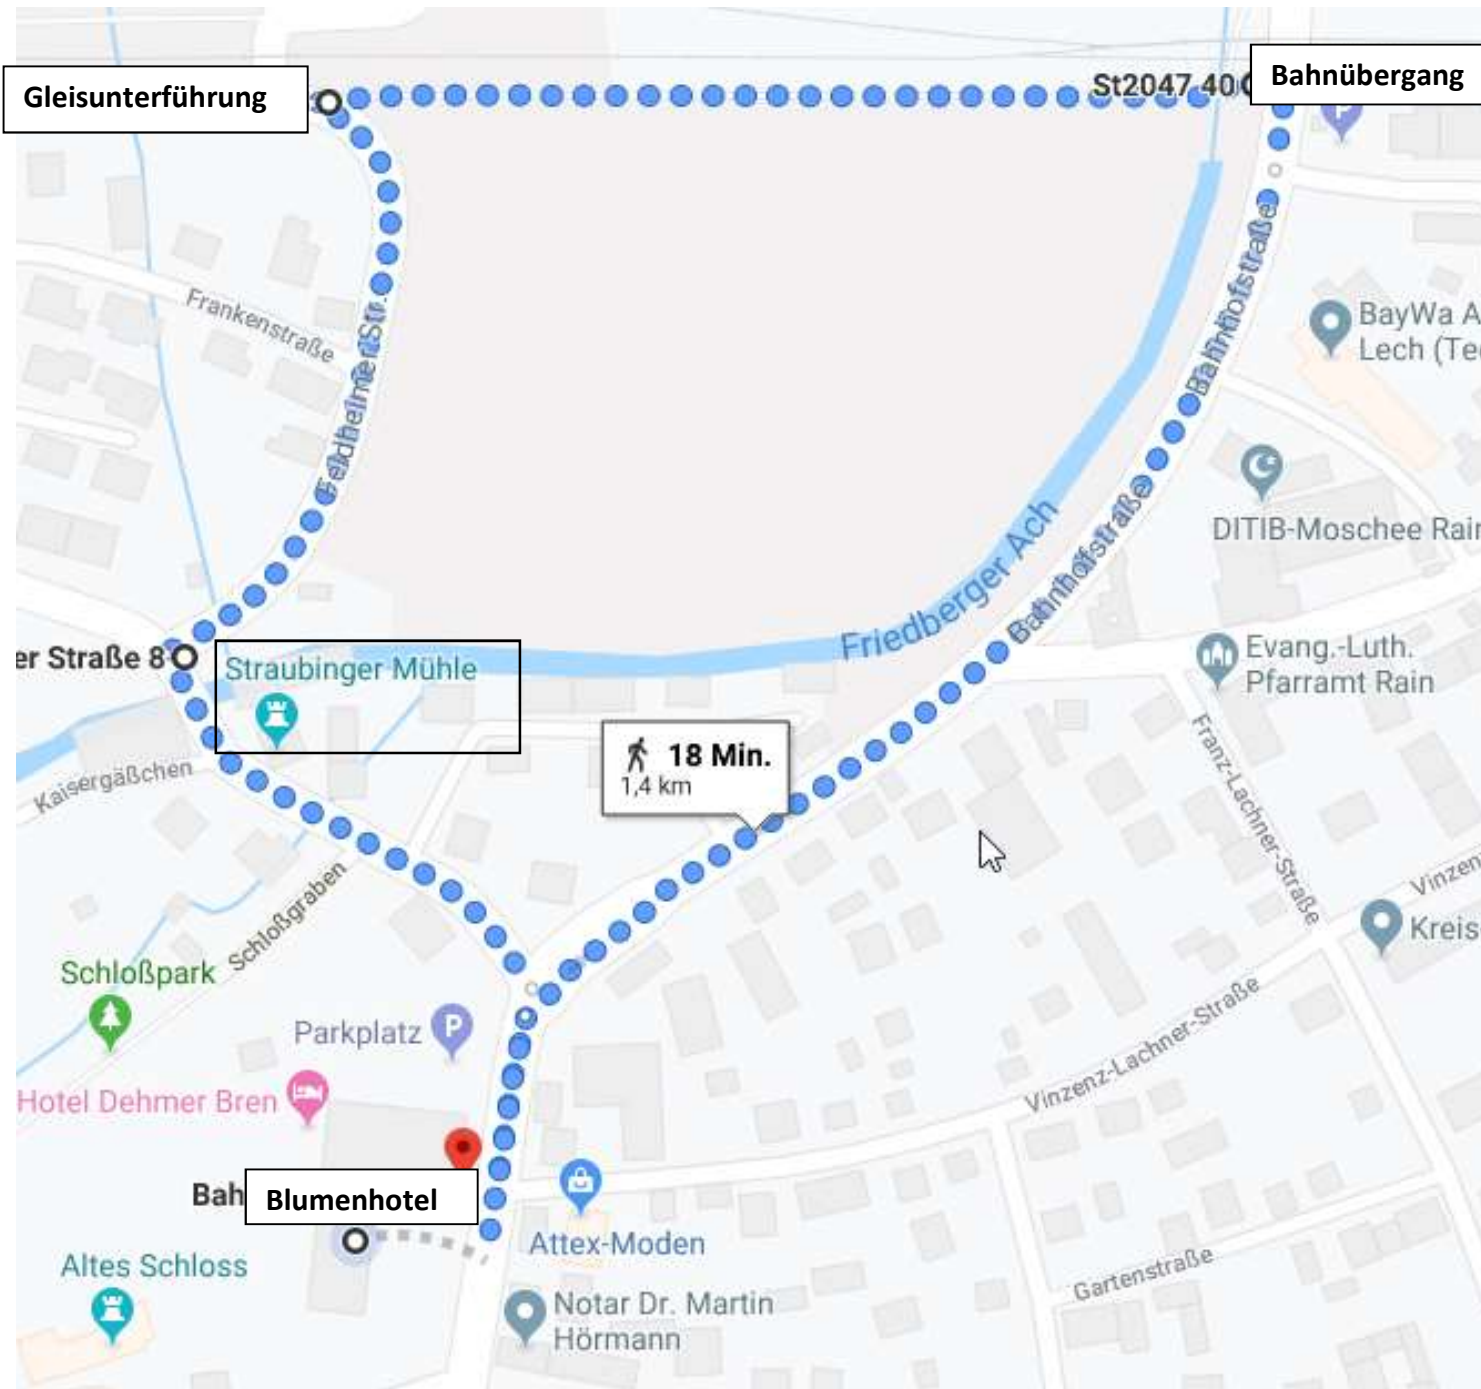 Gleisunterführung
St2047 40
Bahnübergang
Frankenstraße
Feldheimer Str.
Bahnhofstraße
BayWa A
Lech (Te
DITIB-Moschee Rain
Friedberger Ach
Bahnhofstraße
er Straße 8
Straubinger Mühle
Evang.-Luth.
Pfarramt Rain
18 Min.
1,4 km
Kaisergäßchen
Franz-Lachner-Straße
Vinzen
Schloßgraben
Kreis
Schloßpark
Parkplatz
P
Vinzenz-Lachner-Straße
Hotel Dehmer Bren
Bah
Blumenhotel
Attex-Moden
Altes Schloss
Gartenstraße
Notar Dr. Martin
Hörmann